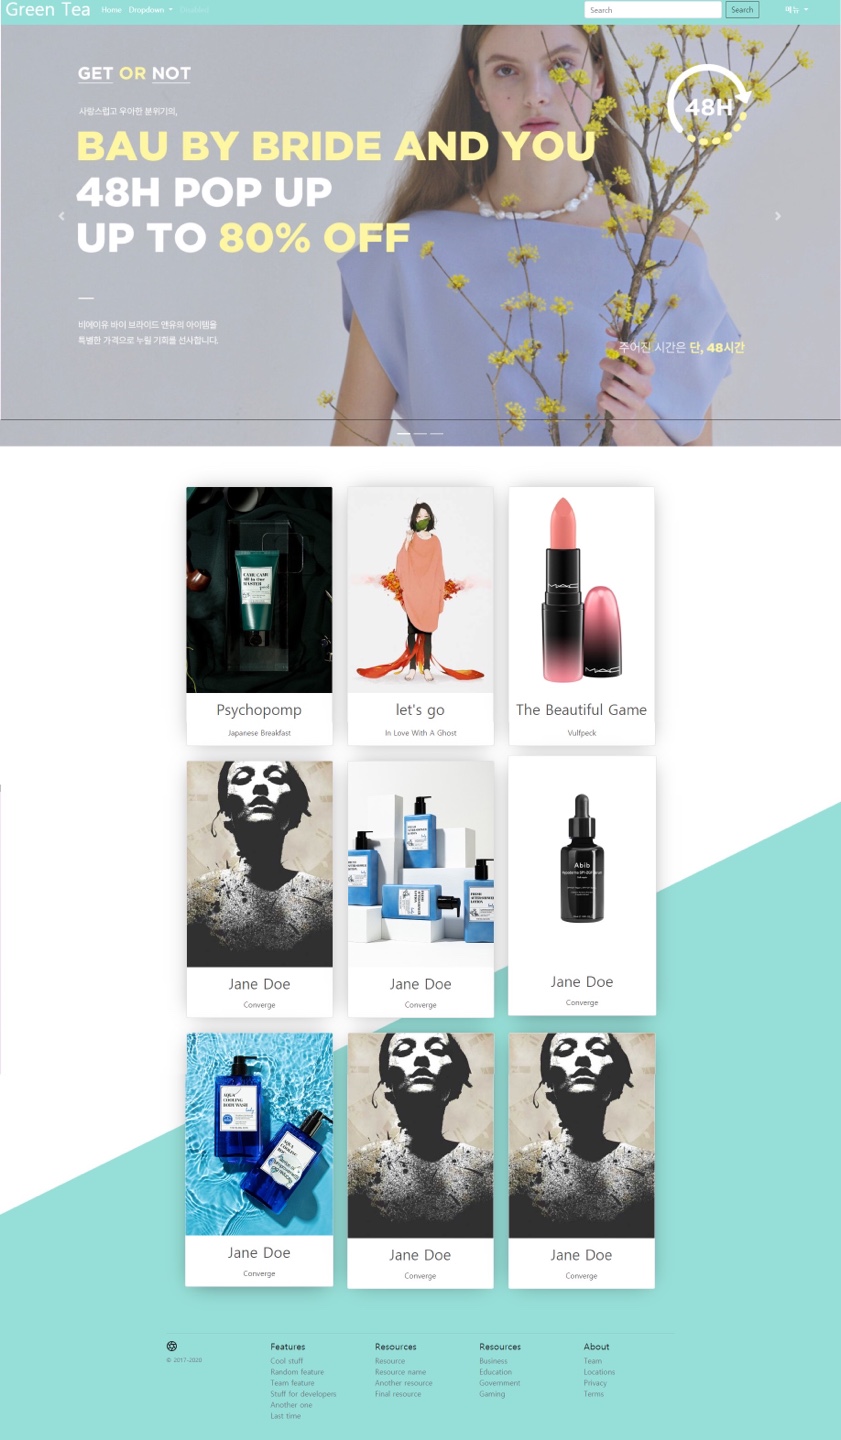 Green Tea
Home Dropdown Disabled
Search
Search
메뉴
GET OR NOT
48H
사랑스럽고 우아한 분위기의,
BAU BY BRIDE AND YOU
48H POP UP
UP TO 80% OFF
비에이유 바이 브라이드 앤유의 아이템을
특별한 가격으로 누릴 기회를 선사합니다.
주어진 시간은 단, 48시간
MAC
MAC
Psychopomp
let's go
The Beautiful Game
Japanese Breakfast
In Love With A Ghost
Vulfpeck
Abib
Jane Doe
Jane Doe
Jane Doe
Converge
Converge
Converge
Jane Doe
Jane Doe
Jane Doe
Converge
Converge
Converge
© 2017-2020
Features
Cool stuff
Random feature
Team feature
Stuff for developers
Another one
Last time
Resources
Resource
Resource name
Another resource
Final resource
Resources
Business
Education
Government
Gaming
About
Team
Locations
Privacy
Terms